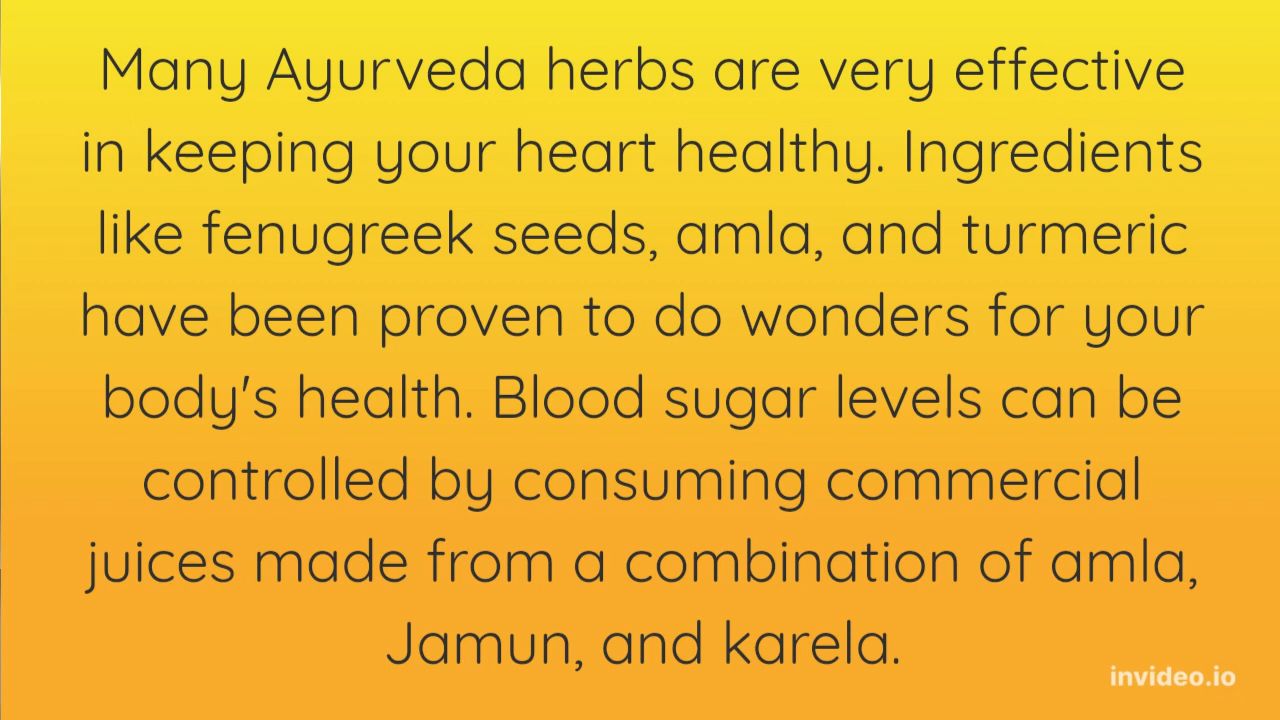 Many Ayurveda herbs are very effective
in keeping your heart healthy. Ingredients
like fenugreek seeds, amla, and turmeric
have been proven to do wonders for your
body's health. Blood sugar levels can be
controlled by consuming commercial
juices made from a combination of amla,
Jamun, and karela.
invideo.io